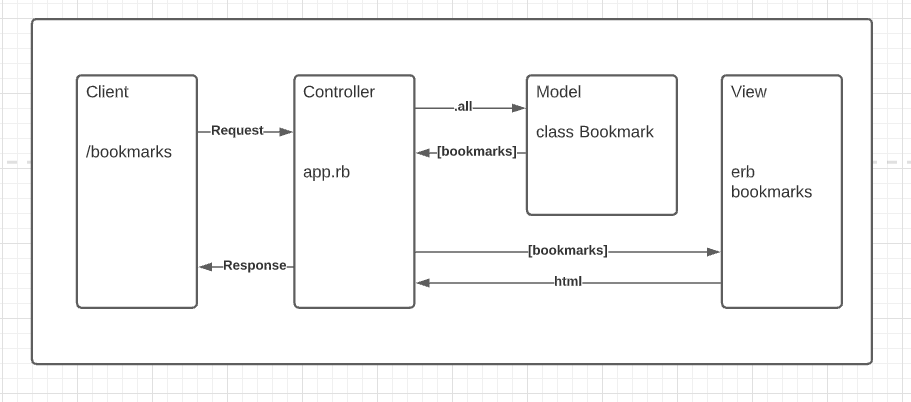 Client
/bookmarks
Request
Response
Controller
app.rb
.all
[bookmarks]
Model
class Bookmark
[bookmarks]
html
View
erb
bookmarks